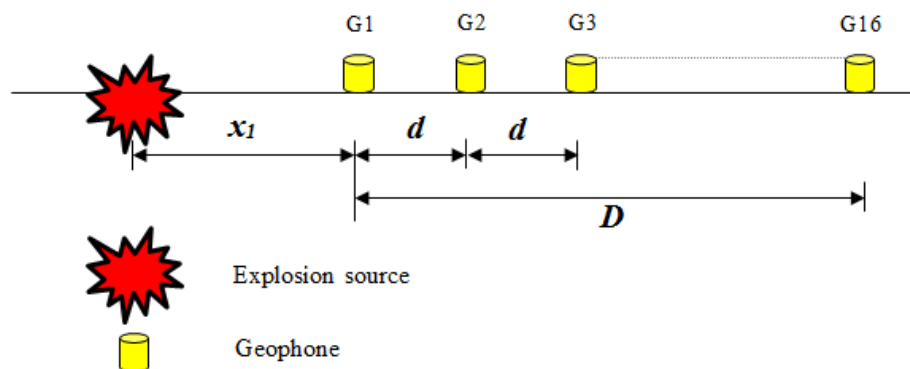 G1 G2 G3 G16
x1 d d
D
Explosion source
Geophone